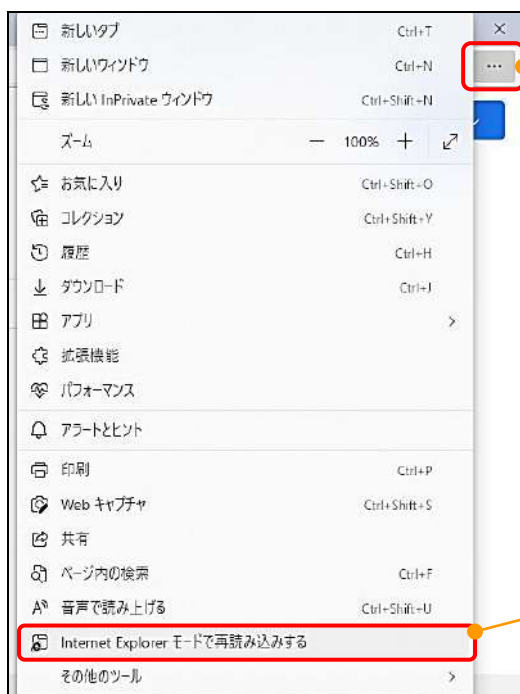 新しいタブ Ctrl+T
新しいウィンドウ Ctrl+N
新しい InPrivate ウィンドウ Ctrl+Shift+N
ズーム — 100% +
お気に入り Ctrl+Shift+O
コレクション Ctrl+Shift+Y
履歴 Ctrl+H
ダウンロード Ctrl+J
アプリ
拡張機能
パフォーマンス
アラートとヒント
印刷 Ctrl+P
Web キャプチャ Ctrl+Shift+S
共有
ページ内の検索 Ctrl+F
音声で読み上げる Ctrl+Shift+U
Internet Explorer モードで再読み込みする
その他のツール